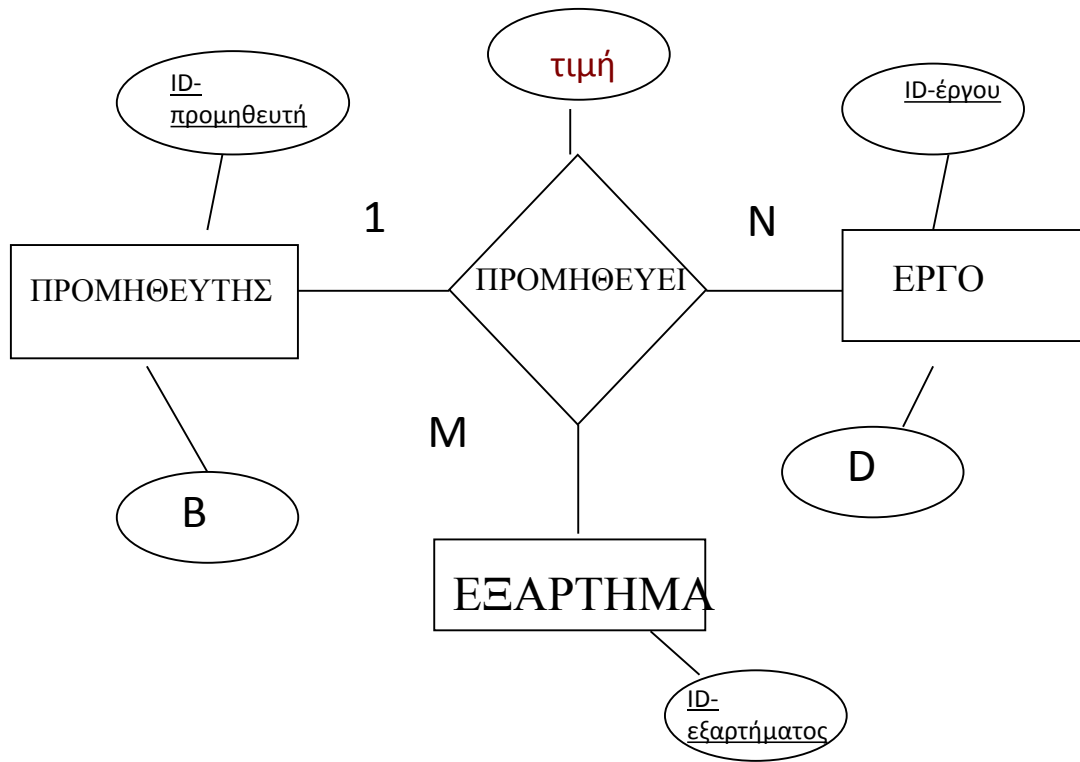 τιμή
ID-
προμηθευτή
ID-έργου
1
N
ΠΡΟΜΗΘΕΥΤΗΣ
ΠΡΟΜΗΘΕΥΕΙ
ΕΡΓΟ
M
B
D
ΕΞΑΡΤΗΜΑ
ID-
εξαρτήματος